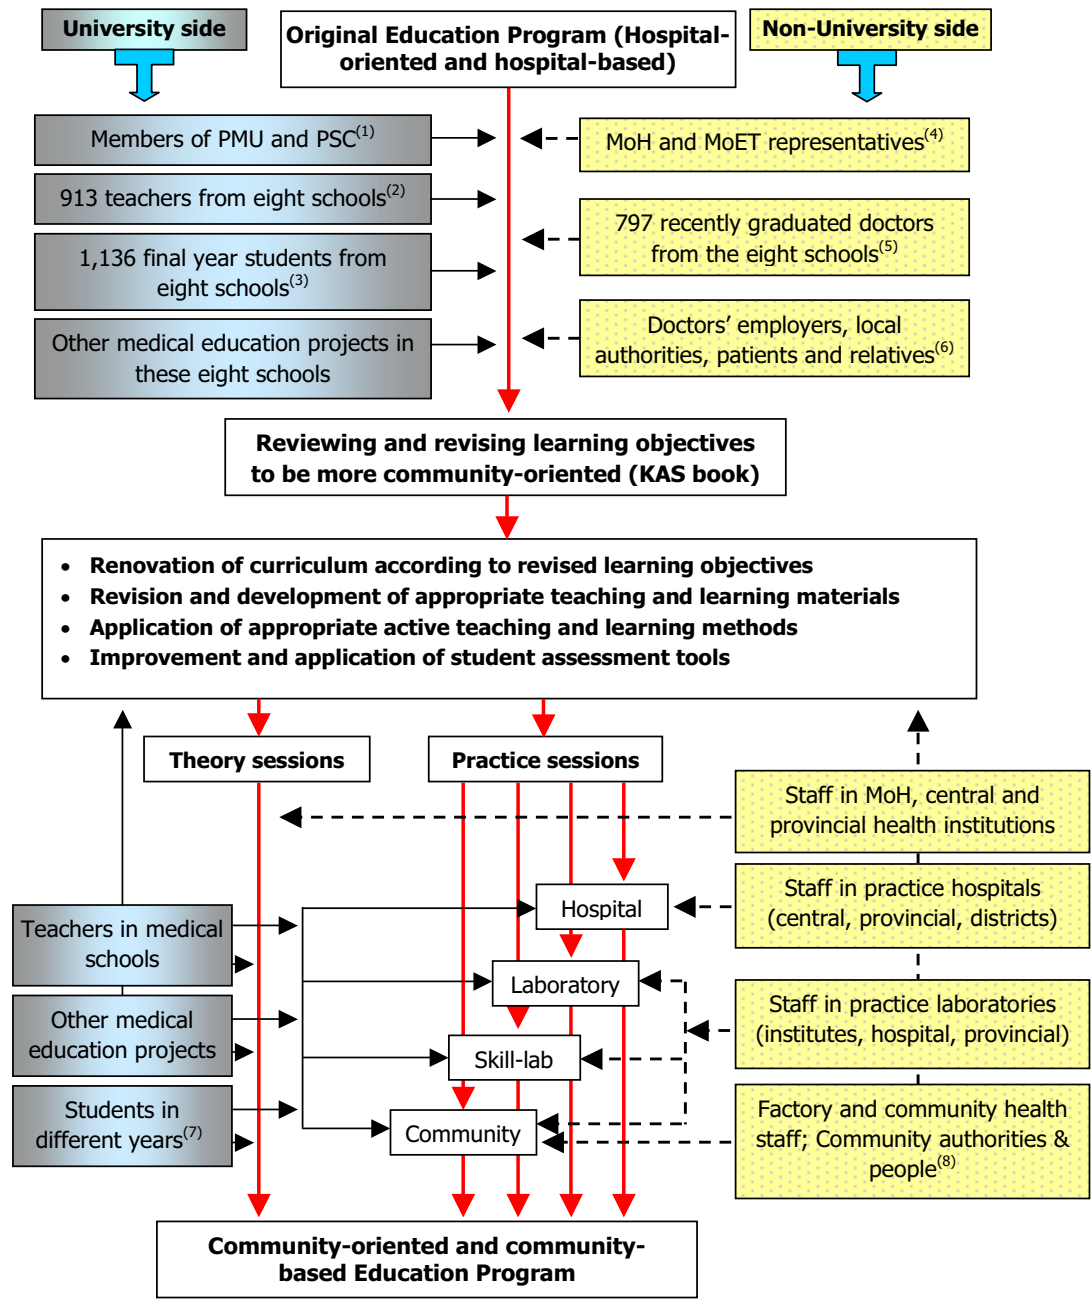 University side
Original Education Program (Hospital-
oriented and hospital-based)
Non-University side
Members of PMU and PSC(1)
MoH and MoET representatives(4)
913 teachers from eight schools(2)
797 recently graduated doctors
from the eight schools(5)
1,136 final year students from
eight schools(3)
Other medical education projects in
these eight schools
Doctors’ employers, local
authorities, patients and relatives(6)
Reviewing and revising learning objectives
to be more community-oriented (KAS book)
• Renovation of curriculum according to revised learning objectives
• Revision and development of appropriate teaching and learning materials
• Application of appropriate active teaching and learning methods
• Improvement and application of student assessment tools
Theory sessions
Practice sessions
Staff in MoH, central and
provincial health institutions
Hospital
Staff in practice hospitals
(central, provincial, districts)
Teachers in medical
schools
Laboratory
Staff in practice laboratories
(institutes, hospital, provincial)
Other medical
education projects
Skill-lab
Students in
different years(7)
Community
Factory and community health
staff; Community authorities &
people(8)
Community-oriented and community-
based Education Program